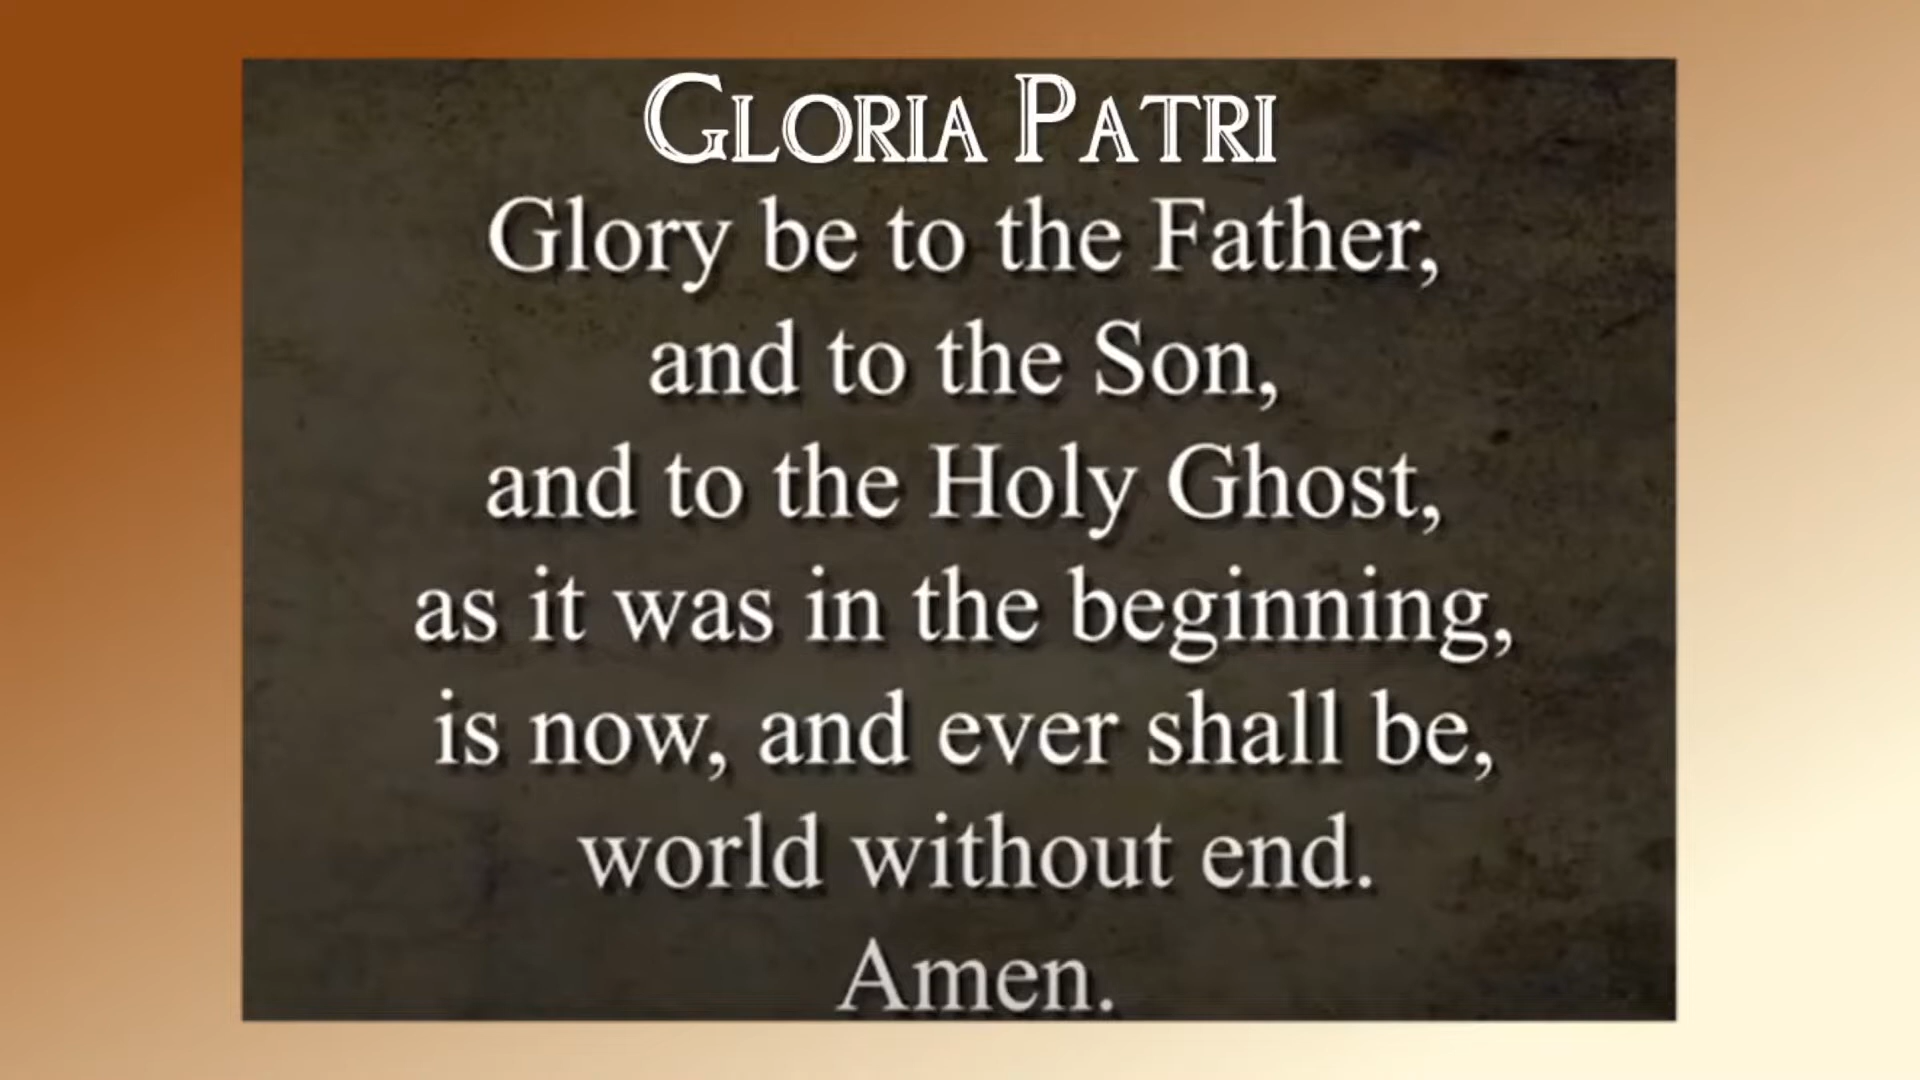 GLORIA PATRI
Glory be to the Father,
and to the Son,
and to the Holy Ghost,
as it was in the beginning,
is now, and ever shall be,
world without end.
Amen.